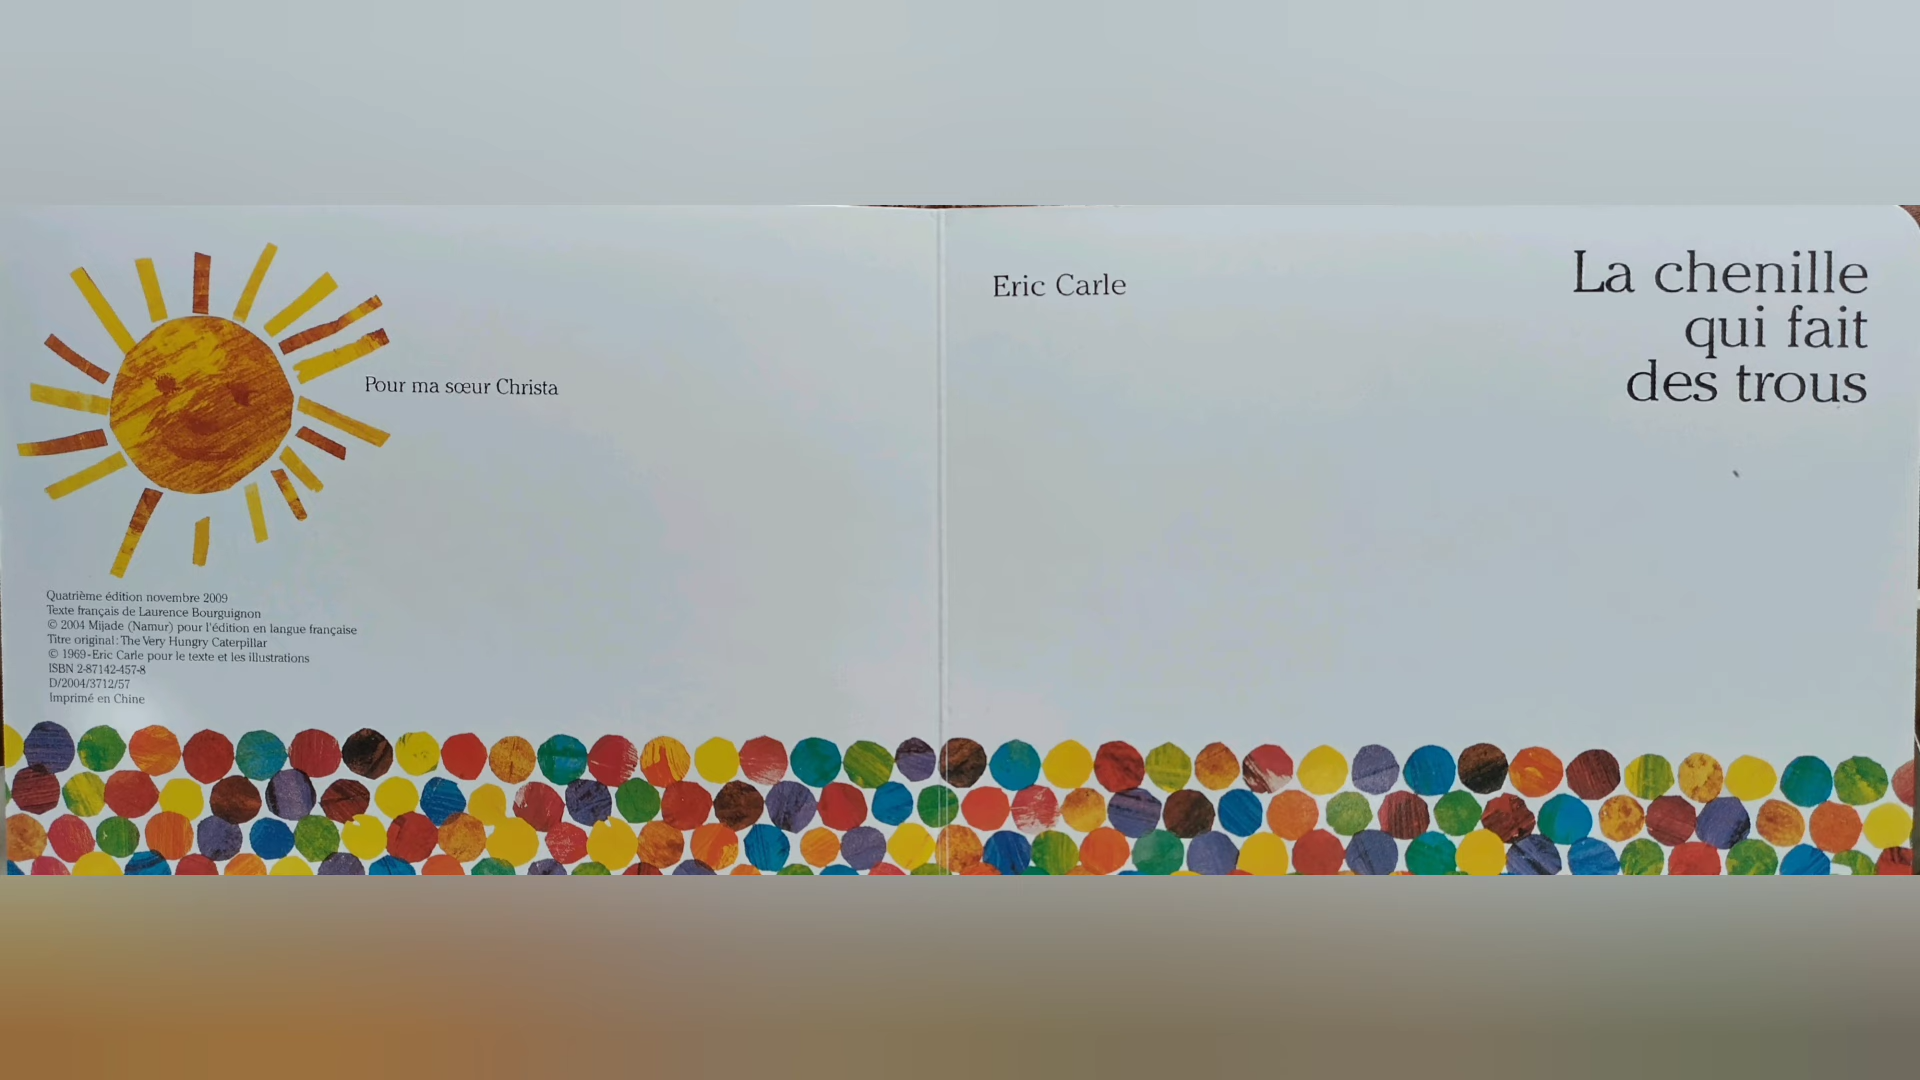 Pour ma sœur Christa
Quatrième édition novembre 2009
Texte français de Laurence Bourguignon
© 2004 Mijade (Namur) pour l'édition en langue française
Titre original: The Very Hungry Caterpillar
© 1969-Eric Carle pour le texte et les illustrations
ISBN 2-87142-457-8
D/2004/3712/57
Imprimé en Chine
Eric Carle
La chenille
qui fait
des trous